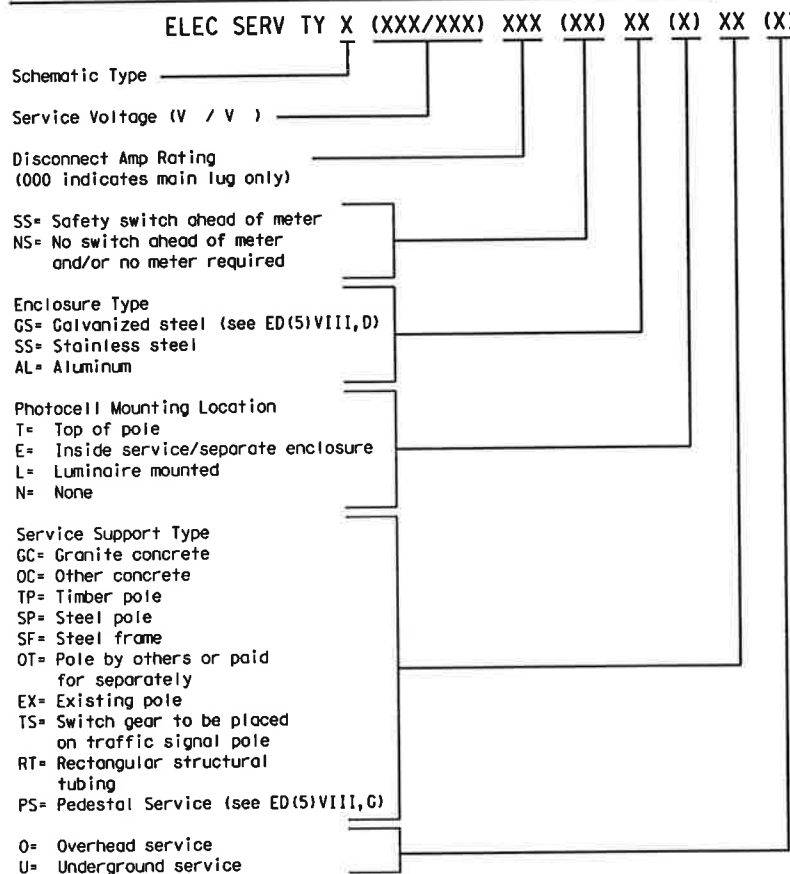 ELEC SERV TY X (XXX/XXX) XXX (XX) XX (X) XX (X)
Schematic Type
Service Voltage (V / V )
Disconnect Amp Rating
(000 indicates main lug only)
SS= Safety switch ahead of meter
NS= No switch ahead of meter
and/or no meter required
Enclosure Type
GS= Galvanized steel (see ED(5)VIII,D)
SS= Stainless steel
AL= Aluminum
Photocell Mounting Location
T= Top of pole
E= Inside service/separate enclosure
L= Luminaire mounted
N= None
Service Support Type
GC= Granite concrete
OC= Other concrete
TP= Timber pole
SP= Steel pole
SF= Steel frame
OT= Pole by others or paid
for separately
EX= Existing pole
TS= Switch gear to be placed
on traffic signal pole
RT= Rectangular structural
tubing
PS= Pedestal Service (see ED(5)VIII,G)
O= Overhead service
U= Underground service